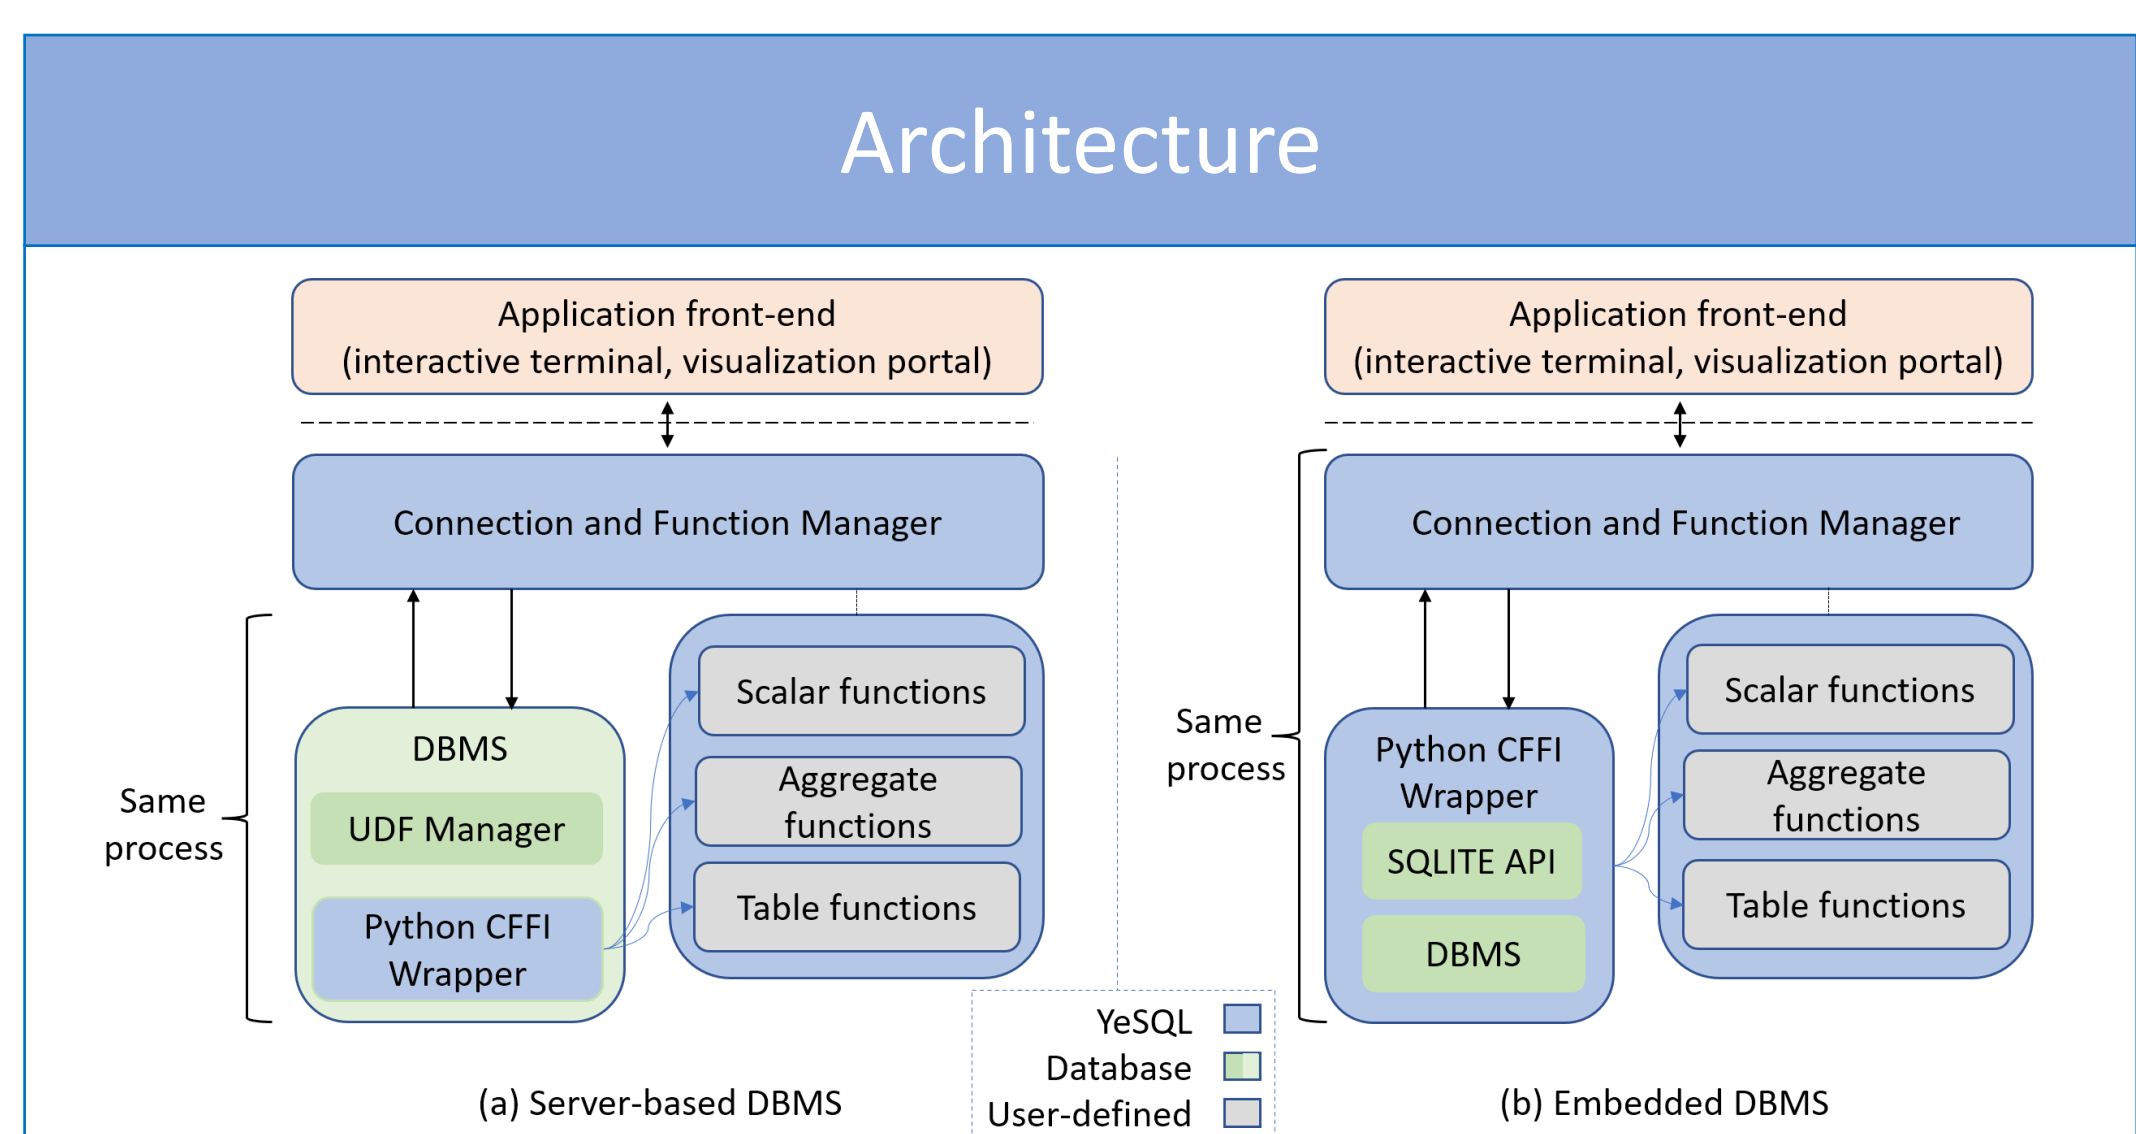 Architecture
Application front-end
(interactive terminal, visualization portal)
Connection and Function Manager
Same
process
DBMS
UDF Manager
Python CFFI
Wrapper
Scalar functions
Aggregate
functions
Table functions
(a) Server-based DBMS
Application front-end
(interactive terminal, visualization portal)
Connection and Function Manager
Same
process
Python CFFI
Wrapper
SQLITE API
DBMS
Scalar functions
Aggregate
functions
Table functions
(b) Embedded DBMS
YeSQL
Database
User-defined